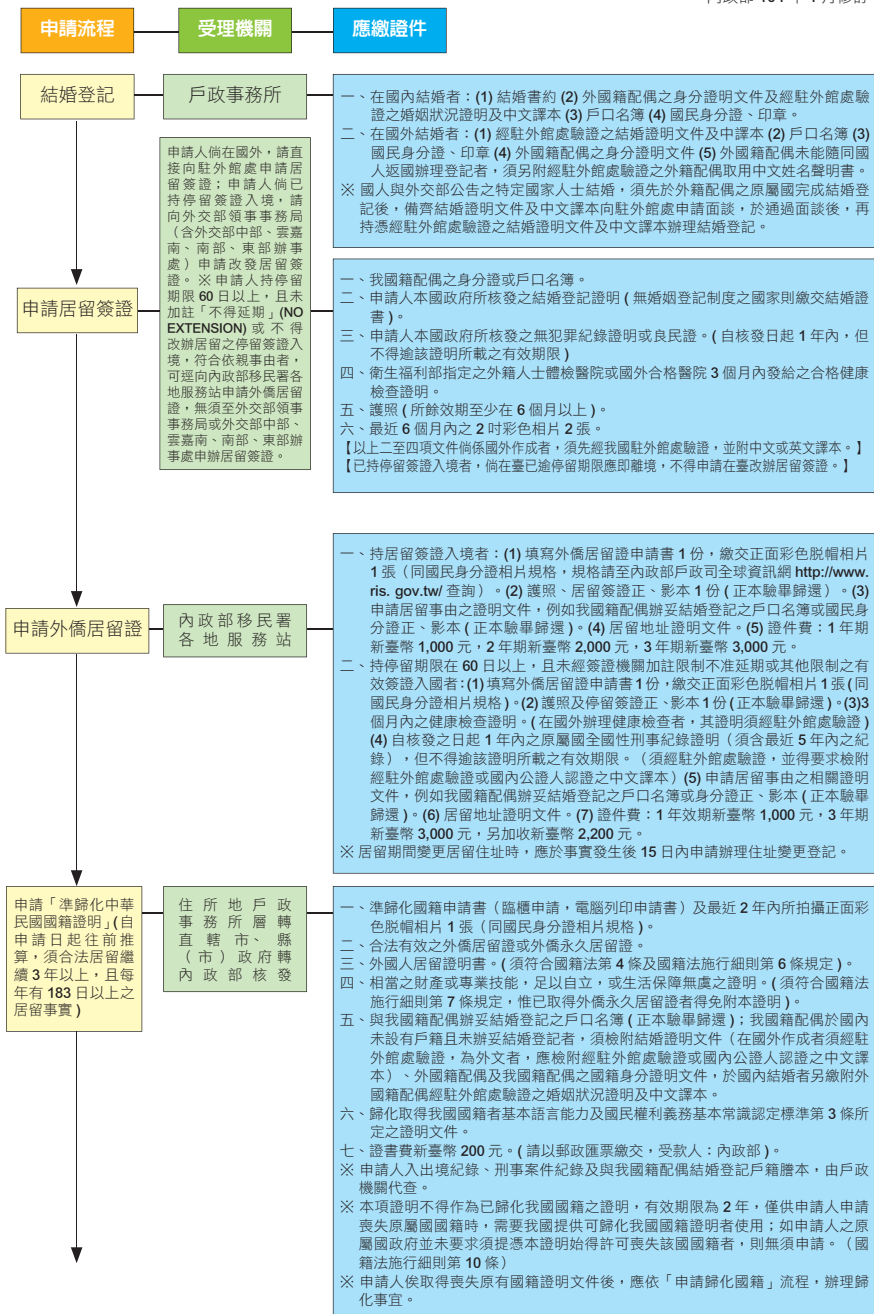 申請流程
受理機關
應繳證件
結婚登記
戶政事務所
一、在國內結婚者：(1) 結婚書約 (2) 外國籍配偶之身分證明文件及經駐外館處驗
證之婚姻狀況證明及中文譯本 (3) 戶口名簿 (4) 國民身分證、印章。
二、在國外結婚者：(1) 經駐外館處驗證之結婚證明文件及中譯本 (2) 戶口名簿 (3)
國民身分證、印章 (4) 外國籍配偶之身分證明文件 (5) 外國籍配偶未能隨同國
人返國辦理登記者，須另附經駐外館處驗證之外籍配偶取用中文姓名聲明書。
※ 國人與外交部公告之特定國家人士結婚，須先於外籍配偶之原屬國完成結婚登
記後，備齊結婚證明文件及中文譯本向駐外館處申請面談，於通過面談後，再
持憑經駐外館處驗證之結婚證明文件及中文譯本辦理結婚登記。
申請居留簽證
申請人倘在國外，請直
接向駐外館處申請居
留簽證；申請人倘已
持停留簽證入境，請
向外交部領事事務局
（含外交部中部、雲嘉
南、南部、東部辦事
處）申請改發居留簽
證。※ 申請人持停留
期限 60 日以上，且未
加註「不得延期」(NO
EXTENSION) 或不得
改辦居留之停留簽證入
境，符合依親事由者，
可逕向內政部移民署各
地服務站申請外僑居留
證，無須至外交部領事
事務局或外交部中部、
雲嘉南、南部、東部辦
事處申辦居留簽證。
一、我國籍配偶之身分證或戶口名簿。
二、申請人本國政府所核發之結婚登記證明 ( 無婚姻登記制度之國家則繳交結婚證
書 )。
三、申請人本國政府所核發之無犯罪紀錄證明或良民證。( 自核發日起 1 年內，但
不得逾該證明所載之有效期限 )
四、衛生福利部指定之外籍人士體檢醫院或國外合格醫院 3 個月內發給之合格健康
檢查證明。
五、護照 ( 所餘效期至少在 6 個月以上 )。
六、最近 6 個月內之 2 吋彩色相片 2 張。
【以上二至四項文件倘係國外作成者，須先經我國駐外館處驗證，並附中文或英文譯本。】
【已持停留簽證入境者，倘在臺已逾停留期限應即離境，不得申請在臺改辦居留簽證。】
申請外僑居留證
內政部移民署
各地服務站
一、持居留簽證入境者：(1) 填寫外僑居留證申請書 1 份，繳交正面彩色脫帽相片
1 張（同國民身分證相片規格，規格請至內政部戶政司全球資訊網 http://www.
ris. gov.tw/ 查詢）。(2) 護照、居留簽證正、影本 1 份（正本驗畢歸還）。(3)
申請居留事由之證明文件，例如我國籍配偶辦妥結婚登記之戶口名簿或國民身
分證正、影本 ( 正本驗畢歸還 )。(4) 居留地址證明文件。(5) 證件費：1 年期
新臺幣 1,000 元，2 年期新臺幣 2,000 元，3 年期新臺幣 3,000 元。
二、持停留期限在 60 日以上，且未經簽證機關加註限制不准延期或其他限制之有
效簽證入國者：(1) 填寫外僑居留證申請書 1 份，繳交正面彩色脫帽相片 1 張 ( 同
國民身分證相片規格 )。(2) 護照及停留簽證正、影本 1 份 ( 正本驗畢歸還 )。(3)3
個月內之健康檢查證明。( 在國外辦理健康檢查者，其證明須經駐外館處驗證 )
(4) 自核發之日起 1 年內之原屬國全國性刑事紀錄證明（須含最近 5 年內之紀
錄），但不得逾該證明所載之有效期限。（須經駐外館處驗證，並得要求檢附
經駐外館處驗證或國內公證人認證之中文譯本）(5) 申請居留事由之相關證明
文件，例如我國籍配偶辦妥結婚登記之戶口名簿或身分證正、影本 ( 正本驗畢
歸還 )。(6) 居留地址證明文件。(7) 證件費：1 年效期新臺幣 1,000 元，3 年期
新臺幣 3,000 元，另加收新臺幣 2,200 元。
※ 居留期間變更居留住址時，應於事實發生後 15 日內申請辦理住址變更登記。
申請「準歸化中華
民國國籍證明」( 自
申請日起往前推
算，須合法居留繼
續 3 年以上，且每
年有 183 日以上之
居留事實 )
住所地戶政
事務所層轉
直轄市、縣
（市）政府轉
內政部核發
一、準歸化國籍申請書（臨櫃申請，電腦列印申請書）及最近 2 年內所拍攝正面彩
色脫帽相片 1 張（同國民身分證相片規格）。
二、合法有效之外僑居留證或外僑永久居留證。
三、外國人居留證明書。( 須符合國籍法第 4 條及國籍法施行細則第 6 條規定 )。
四、相當之財產或專業技能，足以自立，或生活保障無虞之證明。( 須符合國籍法
施行細則第 7 條規定，惟已取得外僑永久居留證者得免附本證明 )。
五、與我國籍配偶辦妥結婚登記之戶口名簿 ( 正本驗畢歸還 )；我國籍配偶於國內
未設有戶籍且未辦妥結婚登記者，須檢附結婚證明文件（在國外作成者須經駐
外館處驗證，為外文者，應檢附經駐外館處驗證或國內公證人認證之中文譯
本）、外國籍配偶及我國籍配偶之國籍身分證明文件，於國內結婚者另繳附外
國籍配偶經駐外館處驗證之婚姻狀況證明及中文譯本。
六、歸化取得我國國籍者基本語言能力及國民權利義務基本常識認定標準第 3 條所
定之證明文件。
七、證書費新臺幣 200 元。( 請以郵政匯票繳交，受款人：內政部 )。
※ 申請人入出境紀錄、刑事案件紀錄及與我國籍配偶結婚登記戶籍謄本，由戶政
機關代查。
※ 本項證明不得作為已歸化我國國籍之證明，有效期限為 2 年，僅供申請人申請
喪失原屬國國籍時，需要我國提供可歸化我國國籍證明者使用；如申請人之原
屬國政府並未要求須提憑本證明始得許可喪失該國國籍者，則無須申請。（國
籍法施行細則第 10 條）
※ 申請人俟取得喪失原有國籍證明文件後，應依「申請歸化國籍」流程，辦理歸
化事宜。